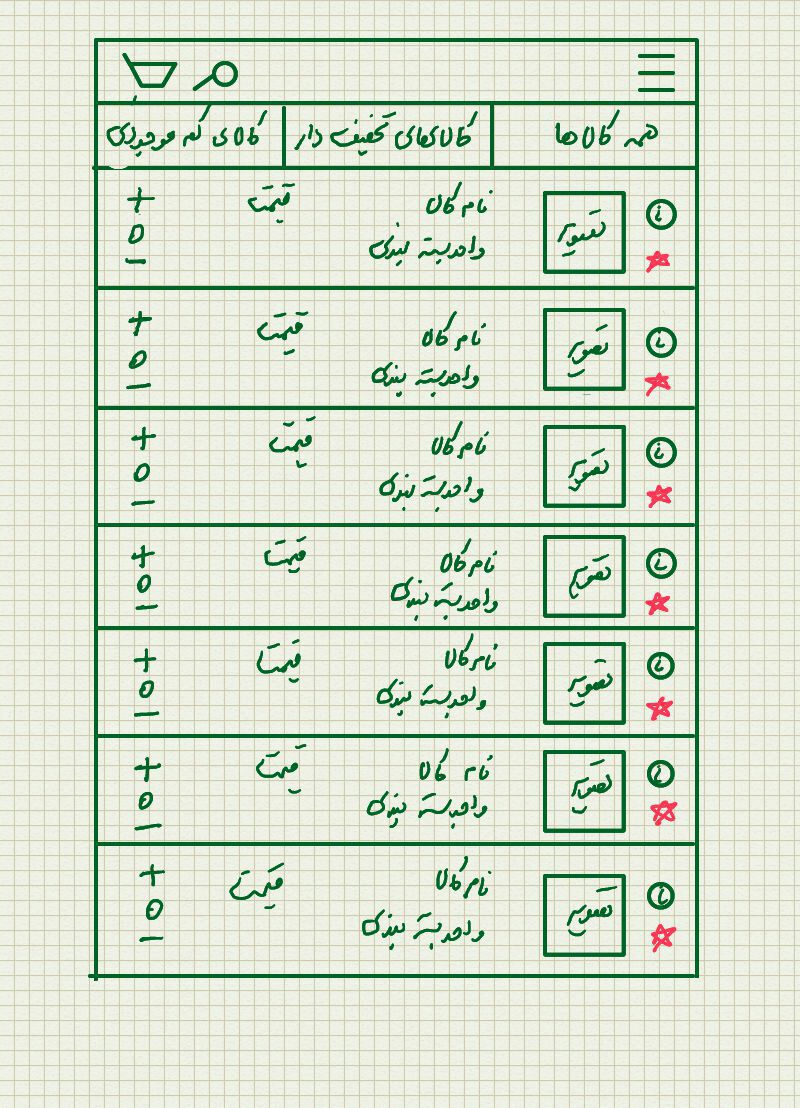 همه کالاها
کالاهای تخفیف دار
کالای کم موجودی
i
تصویر
نام کالا
واحد بسته بندی
قیمت
+
0
−
i
تصویر
نام کالا
واحد بسته بندی
قیمت
+
0
−
i
تصویر
نام کالا
واحد بسته بندی
قیمت
+
0
−
i
تصویر
نام کالا
واحد بسته بندی
قیمت
+
0
−
i
تصویر
نام کالا
واحد بسته بندی
قیمت
+
0
−
i
تصویر
نام کالا
واحد بسته بندی
قیمت
+
0
−
i
تصویر
نام کالا
واحد بسته بندی
قیمت
+
0
−